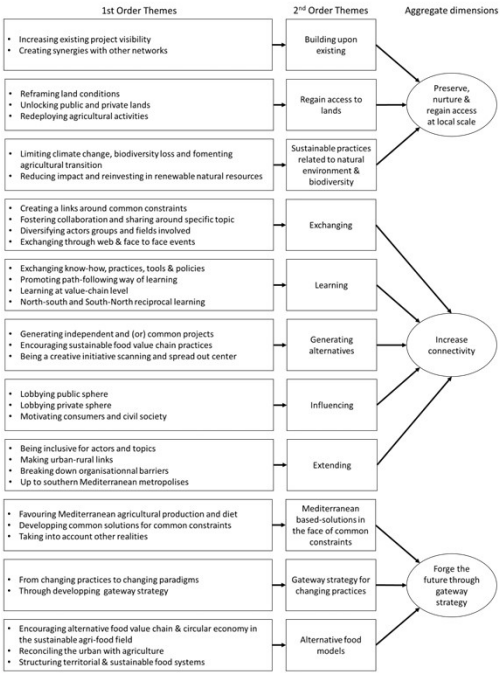 1st Order Themes
2nd Order Themes
Aggregate dimensions
• Increasing existing project visibility
• Creating synergies with other networks
Building upon
existing
• Reframing land conditions
• Unlocking public and private lands
• Redeploying agricultural activities
Regain access to
lands
• Limiting climate change, biodiversity loss and fomenting
agricultural transition
• Reducing impact and reinvesting in renewable natural resources
Sustainable practices
related to natural
environment &
biodiversity
Preserve,
nurture &
regain access
at local scale
• Creating a links around common constraints
• Fostering collaboration and sharing around specific topic
• Diversifying actors groups and fields involved
• Exchanging through web & face to face events
Exchanging
• Exchanging know-how, practices, tools & policies
• Promoting path-following way of learning
• Learning at value-chain level
• North-south and South-North reciprocal learning
Learning
• Generating independent and (or) common projects
• Encouraging sustainable food value chain practices
• Being a creative initiative scanning and spread out center
Generating
alternatives
• Lobbying public sphere
• Lobbying private sphere
• Motivating consumers and civil society
Influencing
• Being inclusive for actors and topics
• Making urban-rural links
• Breaking down organisationnal barriers
• Up to southern Mediterranean metropolises
Extending
Increase
connectivity
• Favouring Mediterranean agricultural production and diet
• Developping common solutions for common constraints
• Taking into account other realities
Mediterranean
based-solutions in
the face of common
constraints
• From changing practices to changing paradigms
• Through developping gateway strategy
Gateway strategy for
changing practices
• Encouraging alternative food value chain & circular economy in
the sustainable agri-food field
• Reconciling the urban with agriculture
• Structuring territorial & sustainable food systems
Alternative food
models
Forge the
future through
gateway
strategy